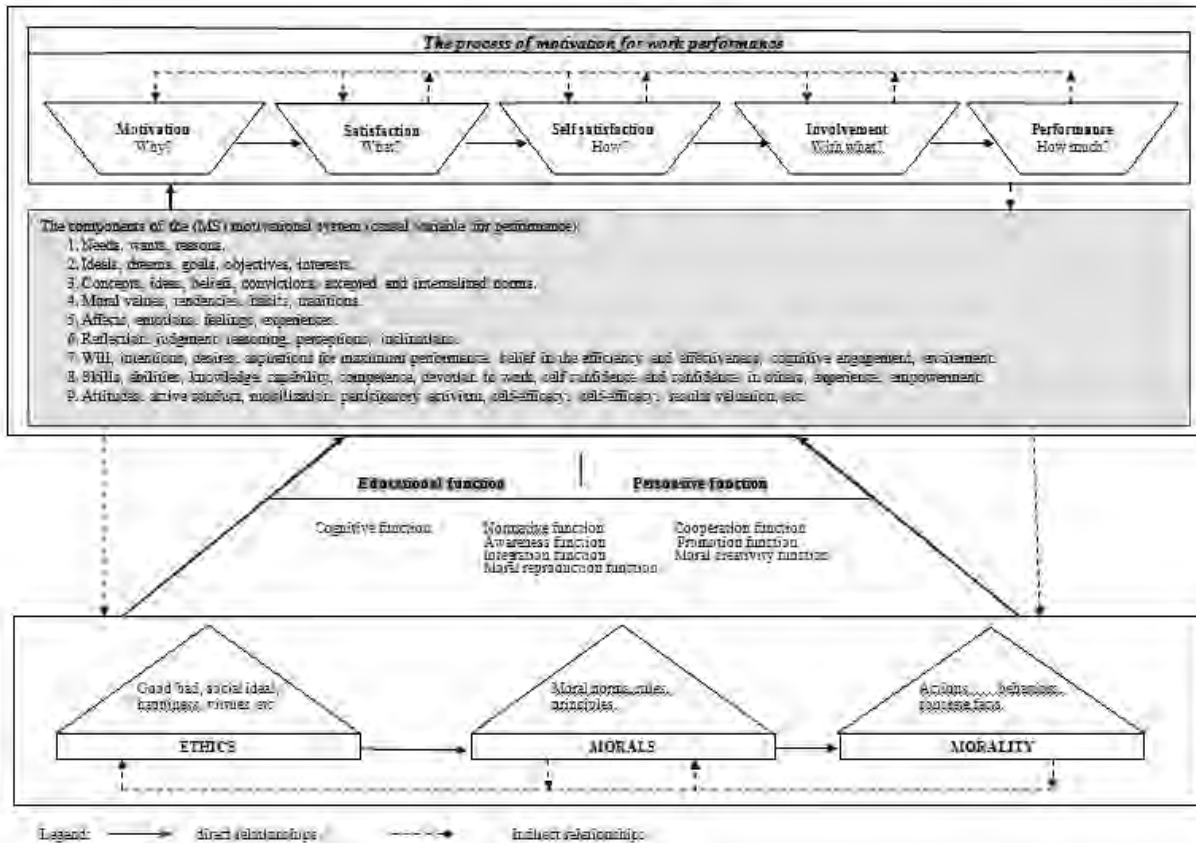 The process of motivation for work performance
Motivation
Why?
Satisfaction
What?
Self satisfaction
How?
Involvement
With what?
Performance
How much?
The components of the (MS) motivational system (causal variable for performance):
1. Needs, wants, reasons.
2. Ideals, dreams, goals, objectives, interests.
3. Concepts, ideas, beliefs, convictions, accepted and internalized norms.
4. Moral values, tendencies, habits, traditions.
5. Affects, emotions, feelings, experiences.
6. Reflection, judgment, reasoning, perceptions, inclinations.
7. Will, intentions, desires, aspirations for maximum performance, belief in the efficiency and effectiveness, cognitive engagement, excitement.
8. Skills, abilities, knowledge, capability, competence, devotion to work, self confidence and confidence in others, experience, empowerment.
9. Attitudes, active conduct, mobilization, participatory activism, self-efficacy, self-efficacy, valuation, etc.
Educational function
Persuasive function
Cognitive function
Normative function
Awareness function
Integration function
Moral reproduction function
Cooperation function
Promotion function
Moral creativity function
Good bad, social ideal,
happiness, virtues, etc
ETHICS
Moral norms, rules,
principles.
MORALS
Actions, behaviors,
concrete facts.
MORALITY
Legend:
direct relationships
indirect relationships